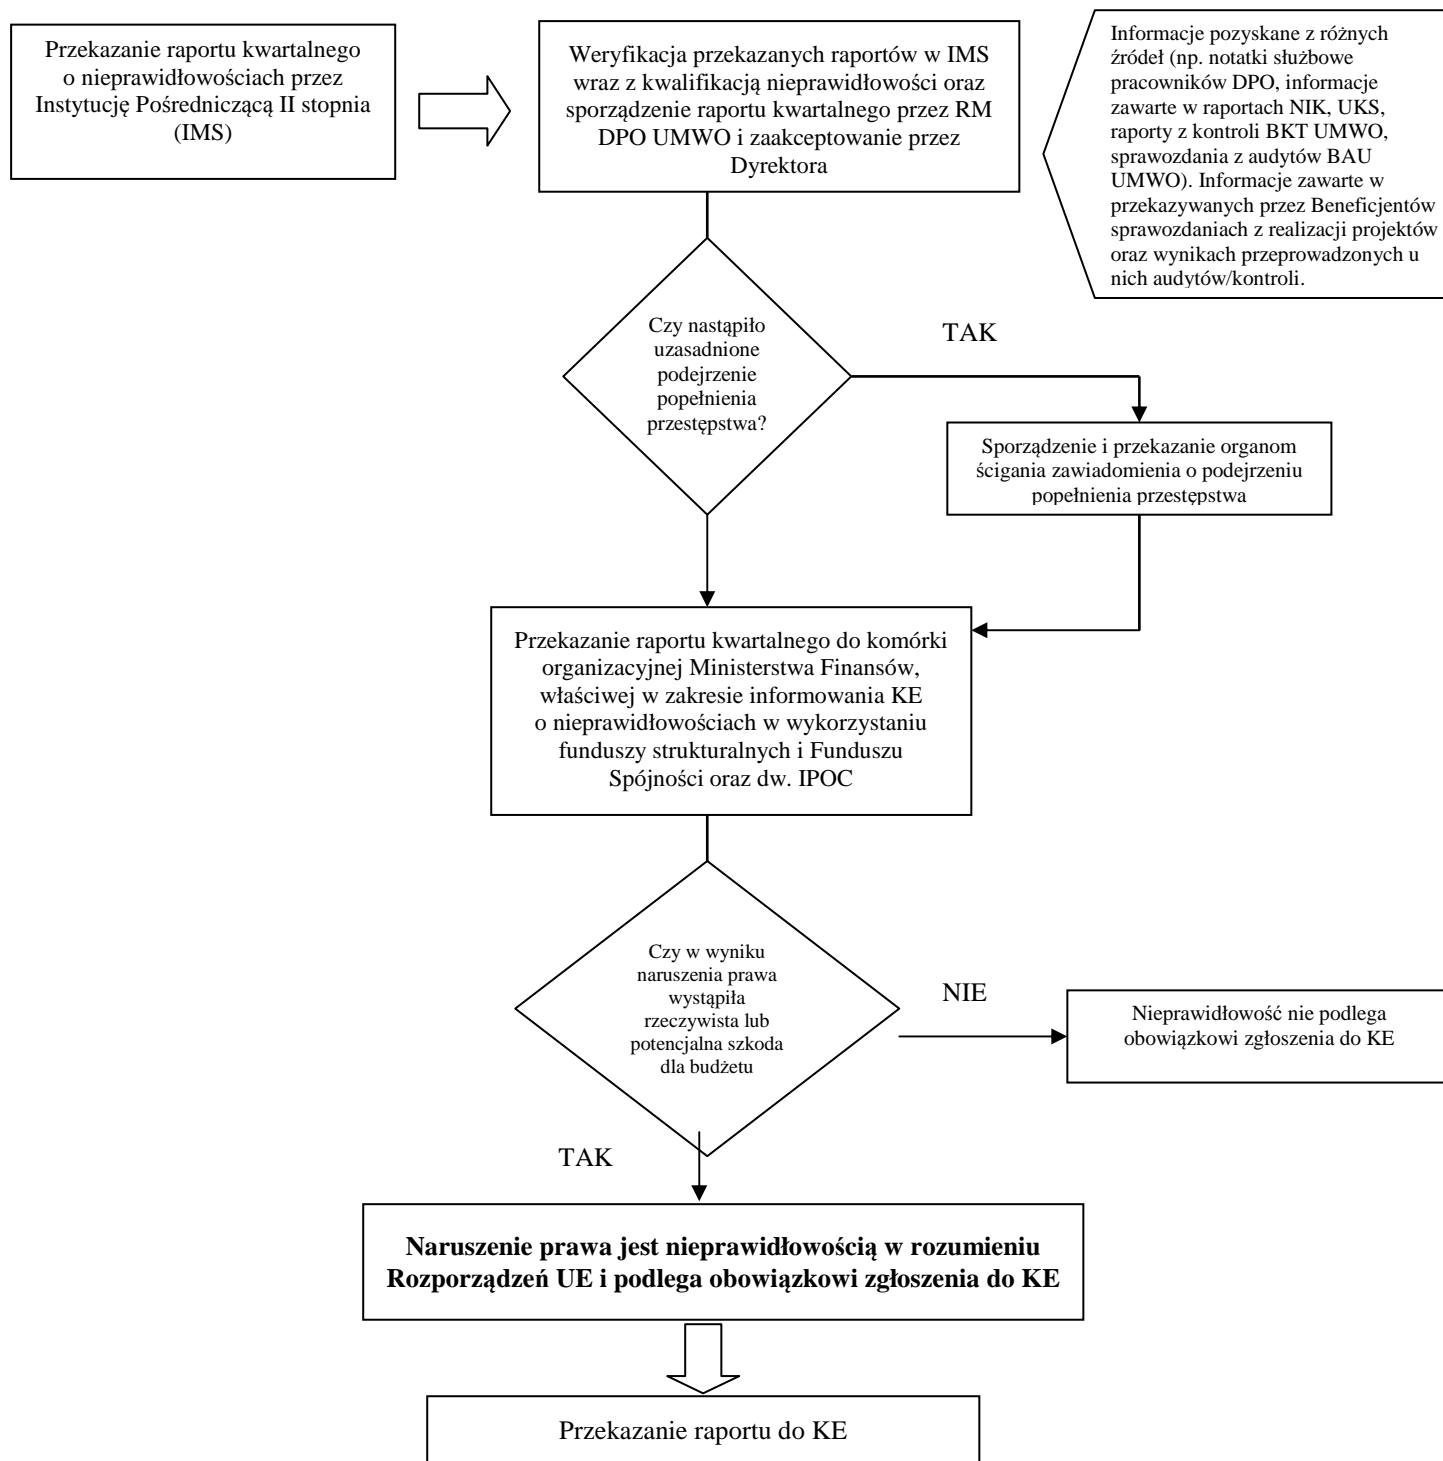 Przekazanie raportu kwartalnego
o nieprawidłowościach przez
Instytucję Pośredniczącą II stopnia
(IMS)
Weryfikacja przekazanych raportów w IMS
wraz z kwalifikacją nieprawidłowości oraz
sporządzenie raportu kwartalnego przez RM
DPO UMWO i zaakceptowanie przez
Dyrektora
Informacje pozyskane z różnych
źródeł (np. notatki służbowe
pracowników DPO, informacje
zawarte w raportach NIK, UKS,
raporty z kontroli BKT UMWO,
sprawozdania z audytów BAU
UMWO). Informacje zawarte w
przekazywanych przez Beneficjentów
sprawozdaniach z realizacji projektów
oraz wynikach przeprowadzonych u
nich audytów/kontroli.
Czy nastąpiło
uzasadnione
podejrzenie
popełnienia
przestępstwa?
TAK
Sporządzenie i przekazanie organom
ścigania zawiadomienia o podejrzeniu
popełnienia przestępstwa
Przekazanie raportu kwartalnego do komórki
organizacyjnej Ministerstwa Finansów,
właściwej w zakresie informowania KE
o nieprawidłowościach w wykorzystaniu
funduszy strukturalnych i Funduszu
Spójności oraz dw. IPOC
Czy w wyniku
naruszenia prawa
wystąpiła
rzeczywista lub
potencjalna szkoda
dla budżetu
NIE
Nieprawidłowość nie podlega
obowiązkowi zgłoszenia do KE
TAK
Naruszenie prawa jest nieprawidłowością w rozumieniu
Rozporządzeń UE i podlega obowiązkowi zgłoszenia do KE
Przekazanie raportu do KE